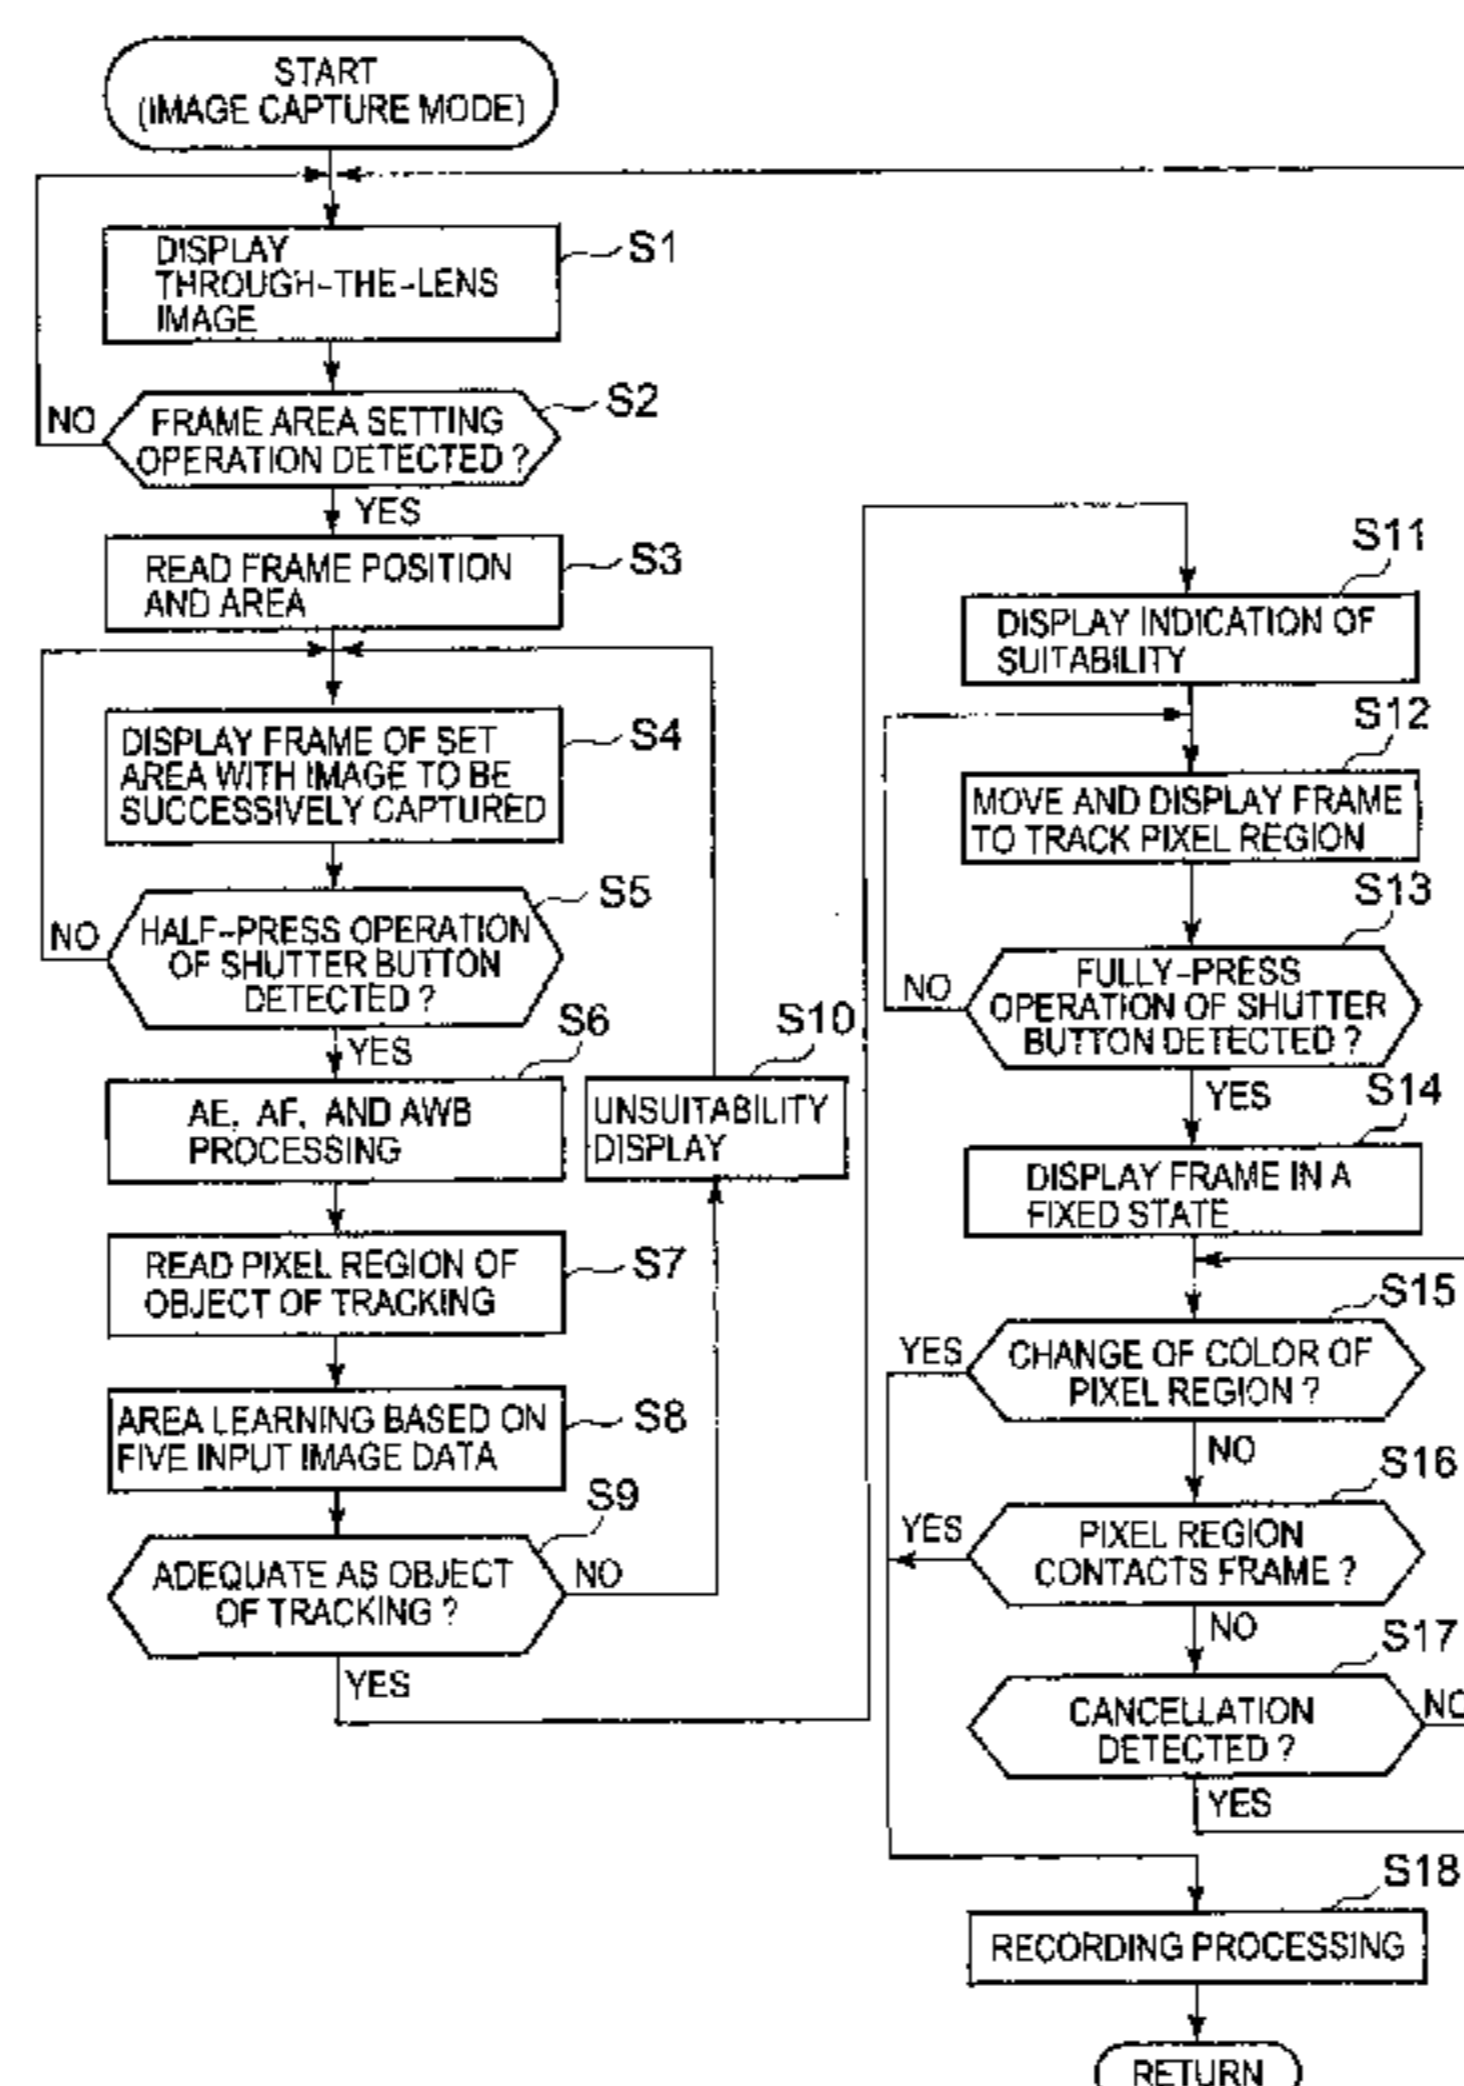 START
(IMAGE CAPTURE MODE)
DISPLAY
THROUGH-THE-LENS
IMAGE
S1
NO
FRAME AREA SETTING
OPERATION DETECTED ?
S2
YES
READ FRAME POSITION
AND AREA
S3
DISPLAY FRAME OF SET
AREA WITH IMAGE TO BE
SUCCESSIVELY CAPTURED
S4
NO
HALF-PRESS OPERATION
OF SHUTTER BUTTON
DETECTED ?
S5
YES
AE, AF, AND AWB
PROCESSING
S6
READ PIXEL REGION OF
OBJECT OF TRACKING
S7
AREA LEARNING BASED ON
FIVE INPUT IMAGE DATA
S8
ADEQUATE AS OBJECT
OF TRACKING ?
S9
NO
YES
UNSUITABILITY
DISPLAY
S10
DISPLAY INDICATION OF
SUITABILITY
S11
MOVE AND DISPLAY FRAME
TO TRACK PIXEL REGION
S12
NO
FULLY-PRESS
OPERATION OF SHUTTER
BUTTON DETECTED ?
S13
YES
DISPLAY FRAME IN A
FIXED STATE
S14
YES
CHANGE OF COLOR OF
PIXEL REGION ?
S15
NO
YES
PIXEL REGION
CONTACTS FRAME ?
S16
NO
CANCELLATION
DETECTED ?
S17
NO
YES
RECORDING PROCESSING
S18
RETURN